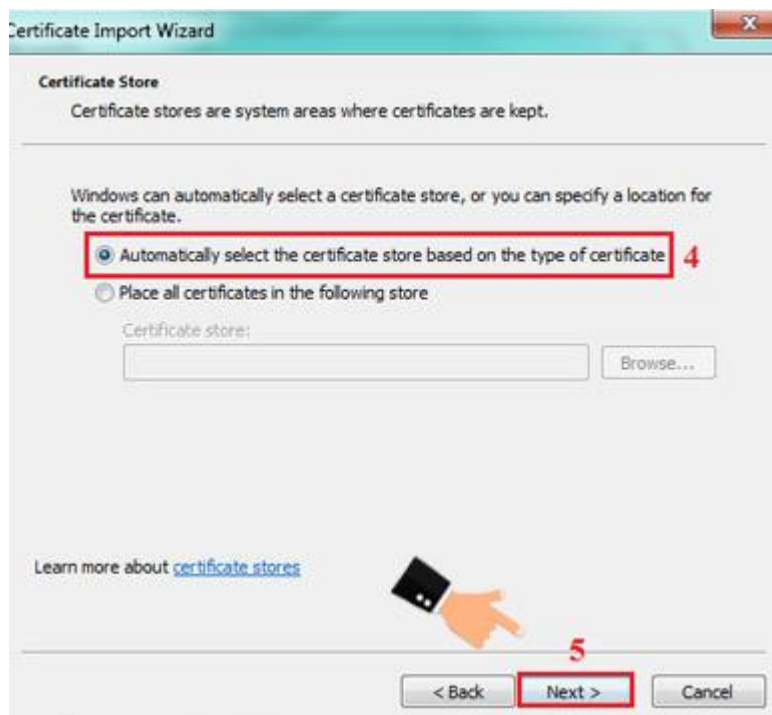 Certificate Import Wizard
Certificate Store
Certificate stores are system areas where certificates are kept.
Windows can automatically select a certificate store, or you can specify a location for
the certificate.
Automatically select the certificate store based on the type of certificate 4
Place all certificates in the following store
Certificate store:
Browse...
Learn more about certificate stores
5
< Back Next > Cancel